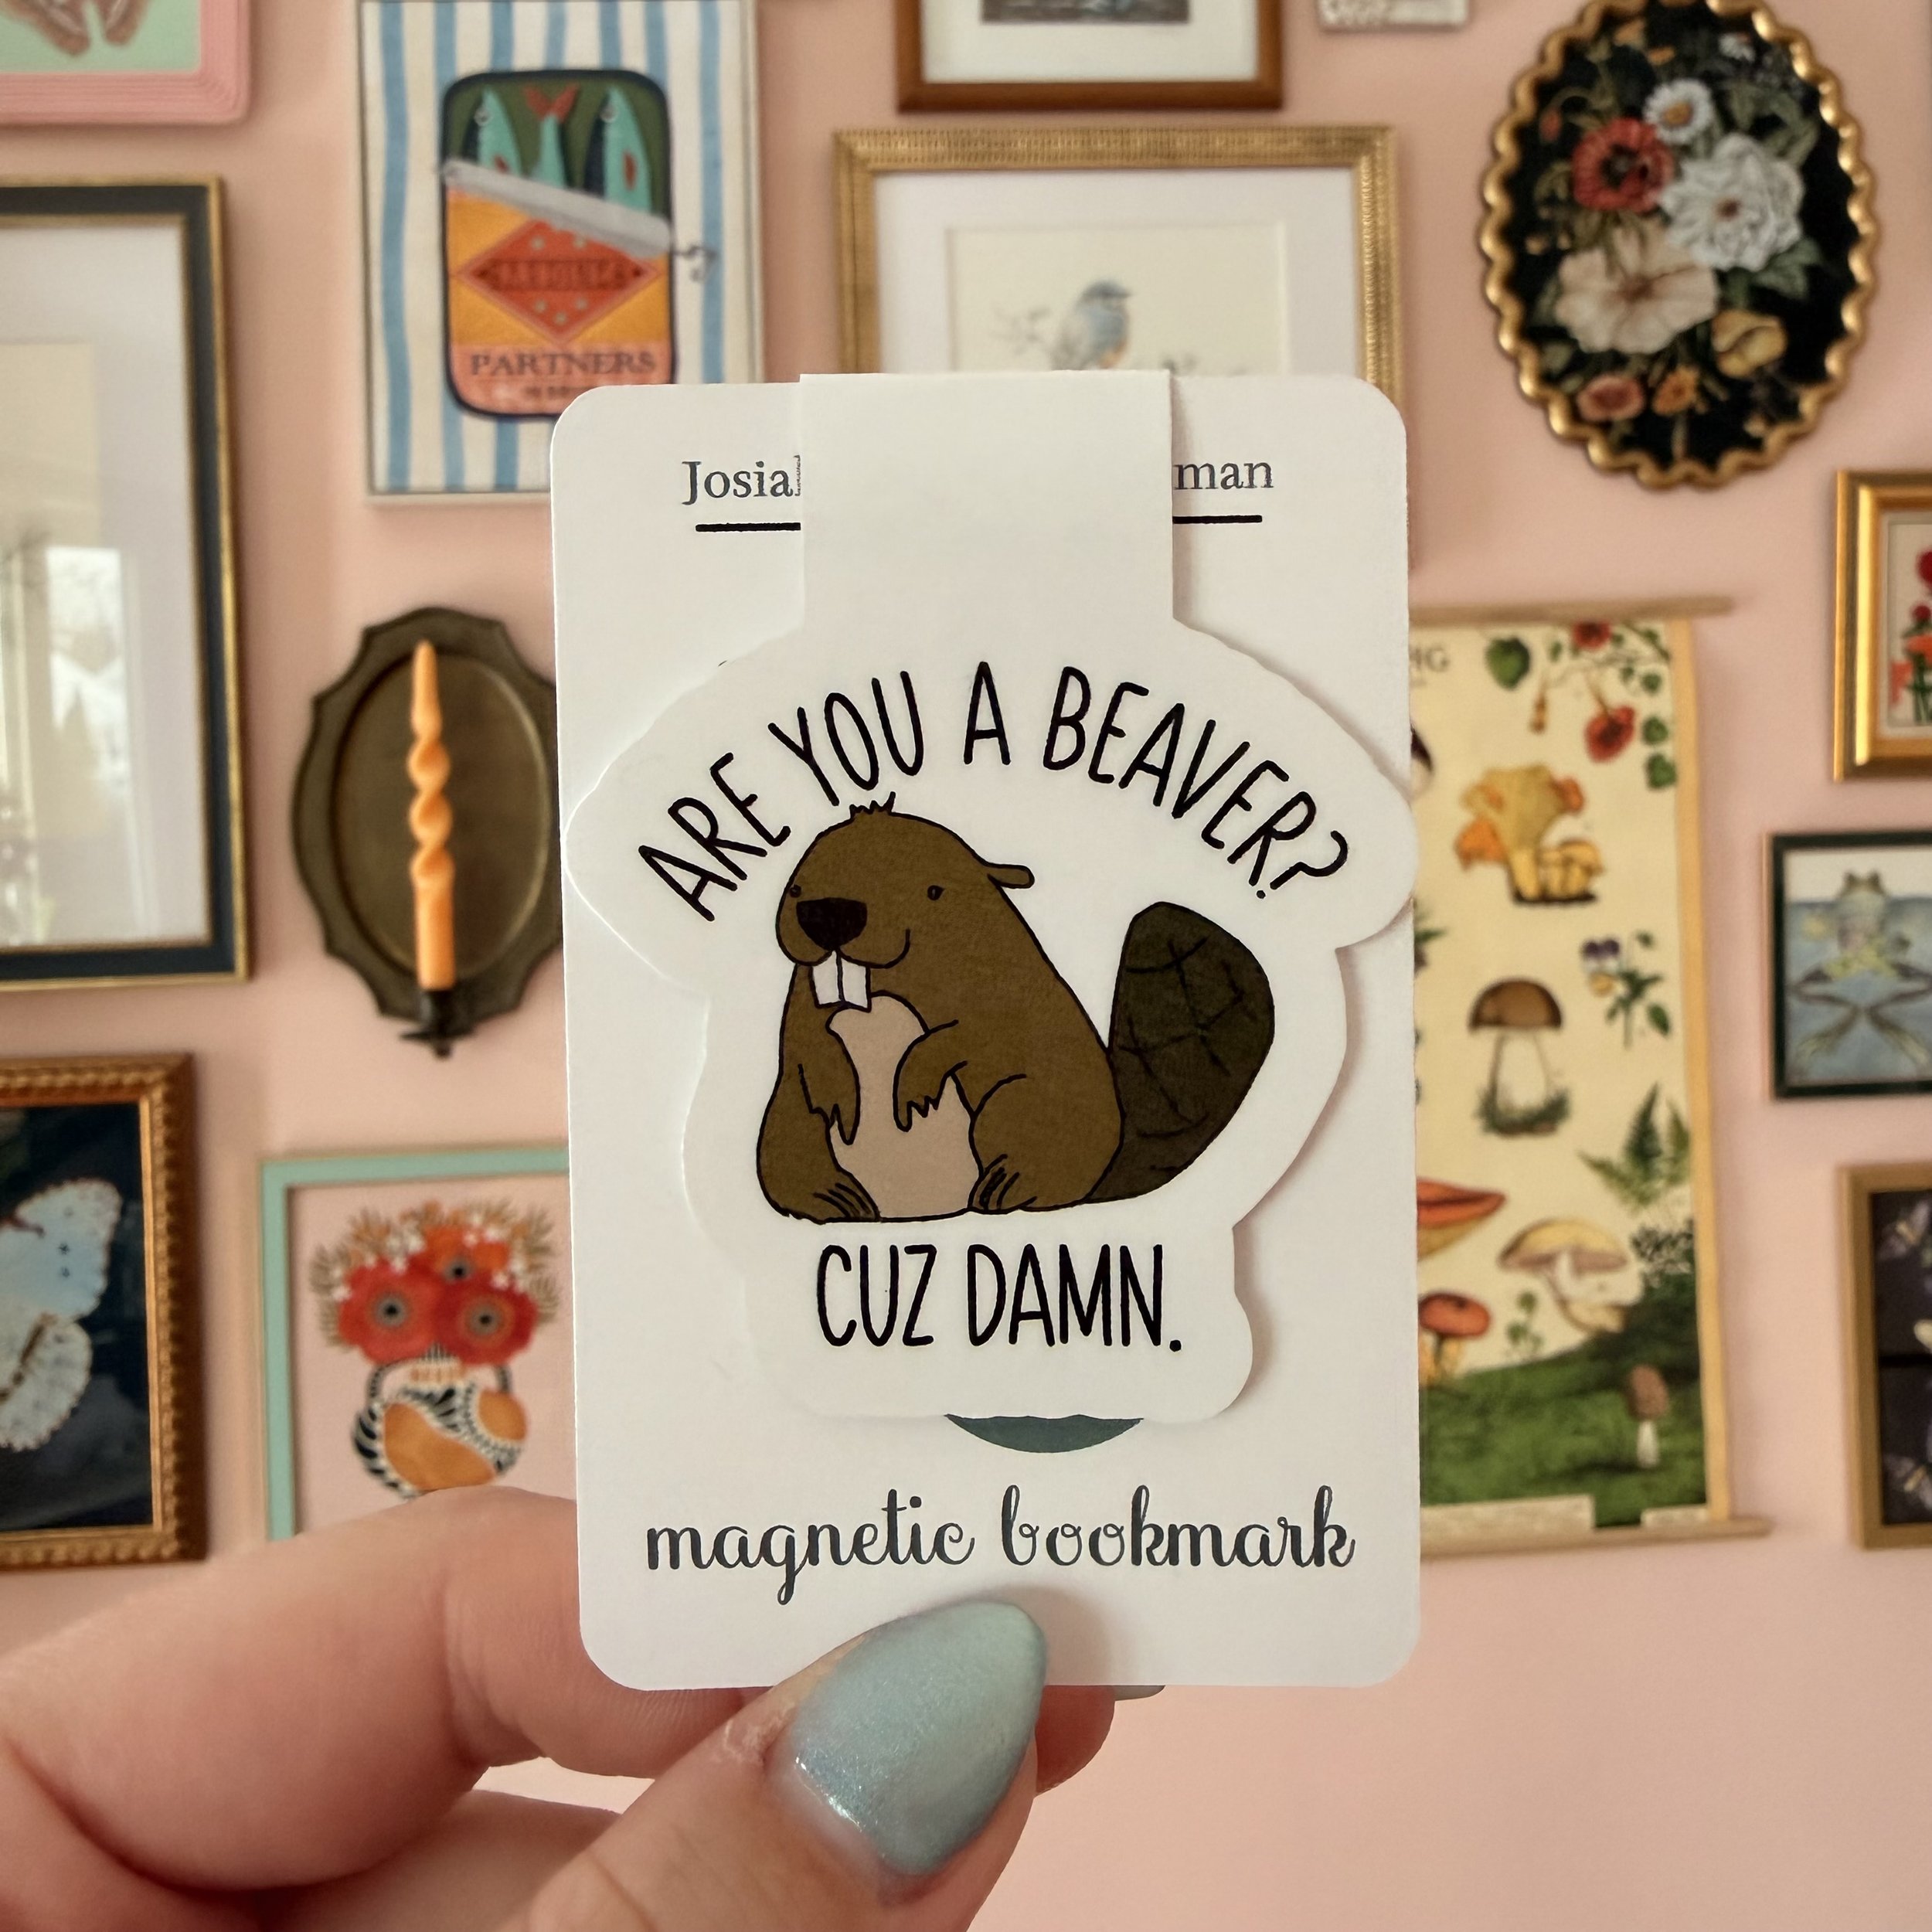 PARTNERS
Josia
man
ARE YOU A BEAVER?
CUZ DAMN.
magnetic bookmark